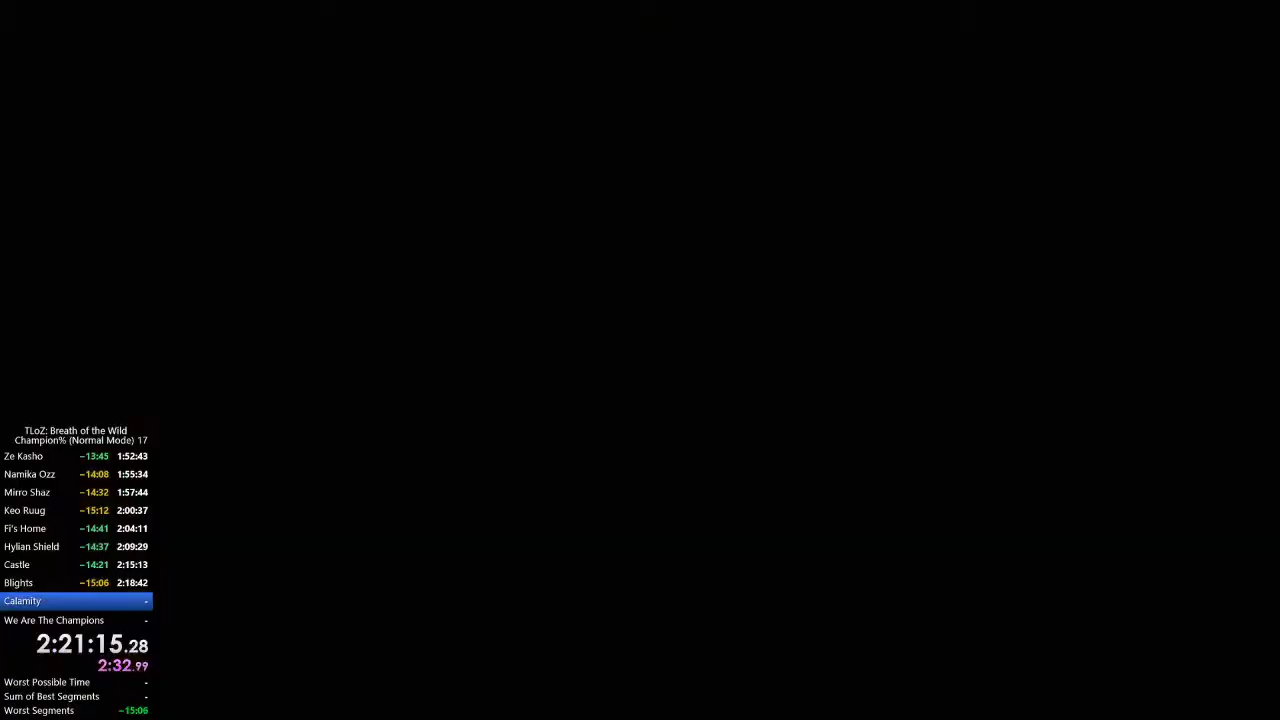 TLoZ: Breath of the Wild
Champion% (Normal Mode) 17
Ze Kasho −13:45 1:52:43
Namika Ozz −14:08 1:55:34
Mirro Shaz −14:32 1:57:44
Keo Ruug −15:12 2:00:37
Fi's Home −14:41 2:04:11
Hylian Shield −14:37 2:09:29
Castle −14:21 2:15:13
Blights −15:06 2:18:42
Calamity -
We Are The Champions -
2:21:15.28
2:32.99
Worst Possible Time -
Sum of Best Segments -
Worst Segments −15:06